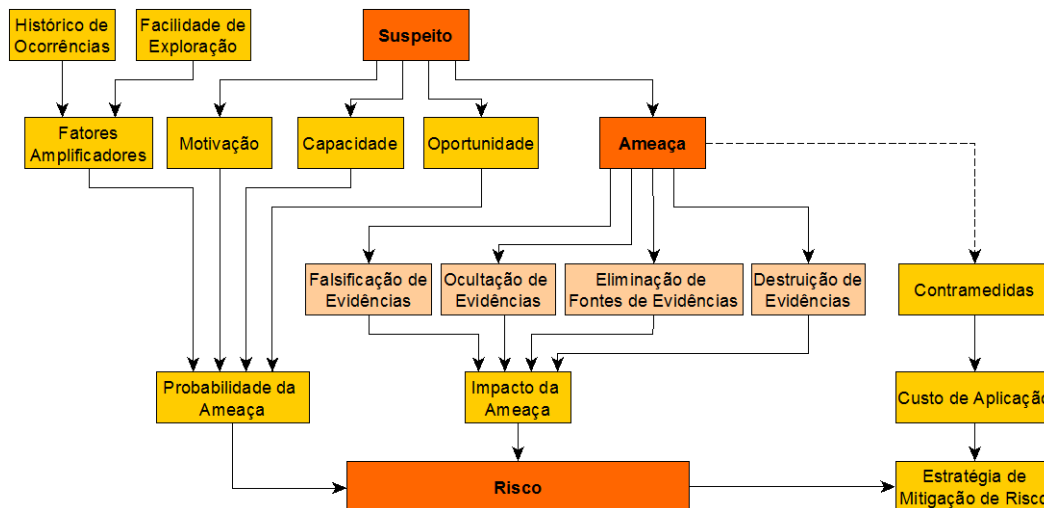 Histórico de
Ocorrências
Facilidade de
Exploração
Suspeito
Fatores
Amplificadores
Motivação
Capacidade
Oportunidade
Ameaça
Falsificação de
Evidências
Ocultação de
Evidências
Eliminação de
Fontes de Evidências
Destruição de
Evidências
Contramedidas
Probabilidade da
Ameaça
Impacto da
Ameaça
Custo de Aplicação
Risco
Estratégia de
Mitigação de Risco